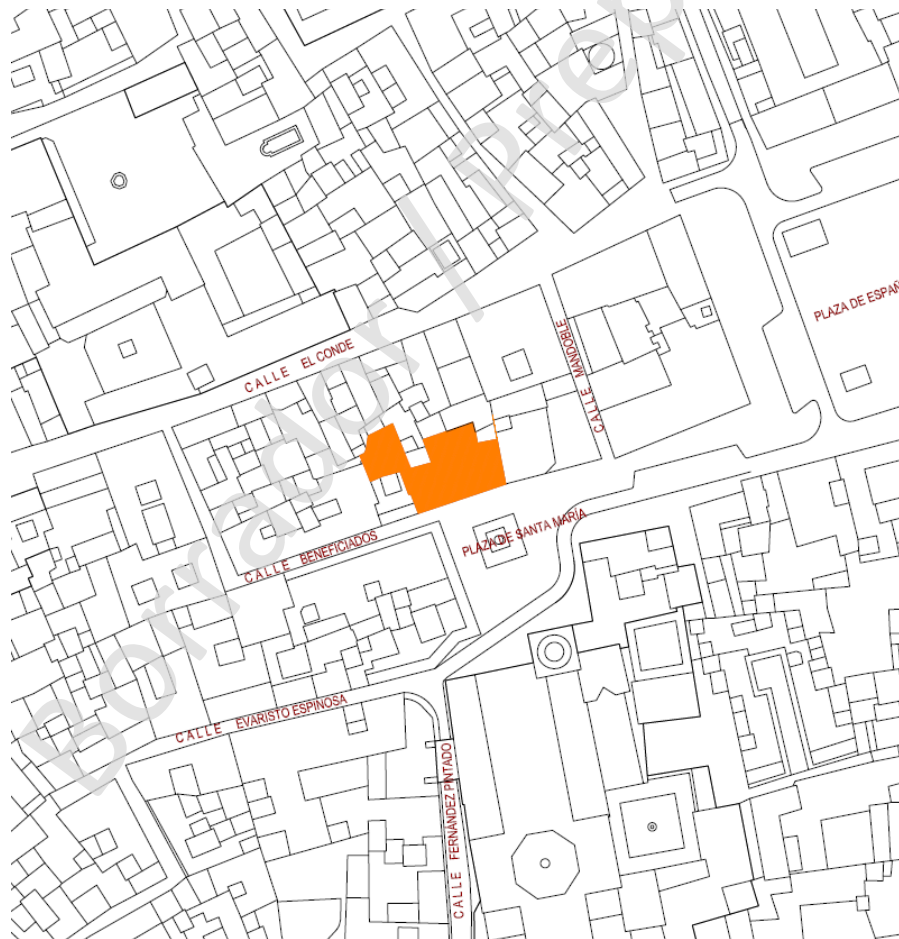 Borrador | Prep
PLAZA DE ESPAÑ
CALLE MANDOBLE
CALLE EL CONDE
PLAZA DE SANTA MARÍA
CALLE BENEFICIADOS
CALLE EVARISTO ESPINOSA
CALLE FERNÁNDEZ PINTADO